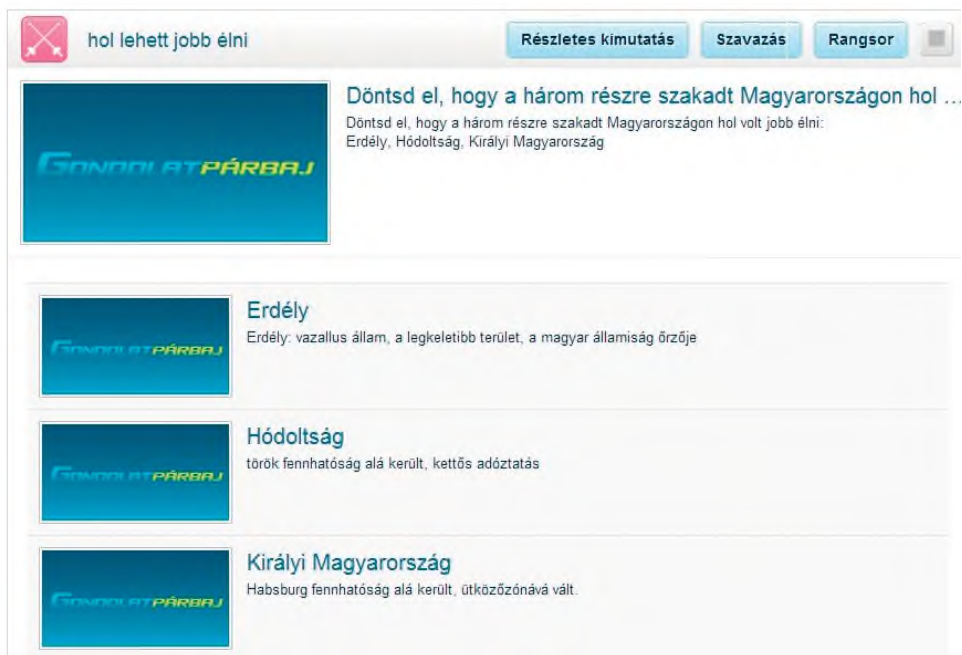 hol lehett jobb élni
Részletes kimutatás
Szavazás
Rangsor
GONDOLATPÁRBAJ
Döntsd el, hogy a három részre szakadt Magyarországon hol ...
Döntsd el, hogy a három részre szakadt Magyarországon hol volt jobb élni:
Erdély, Hódoltság, Királyi Magyarország
GONDOLATPÁRBAJ
Erdély
Erdély: vazallus állam, a legkeletibb terület, a magyar államiság őrzője
GONDOLATPÁRBAJ
Hódoltság
török fennhatóság alá került, kettős adóztatás
GONDOLATPÁRBAJ
Királyi Magyarország
Habsburg fennhatóság alá került, ütközőzónává vált.